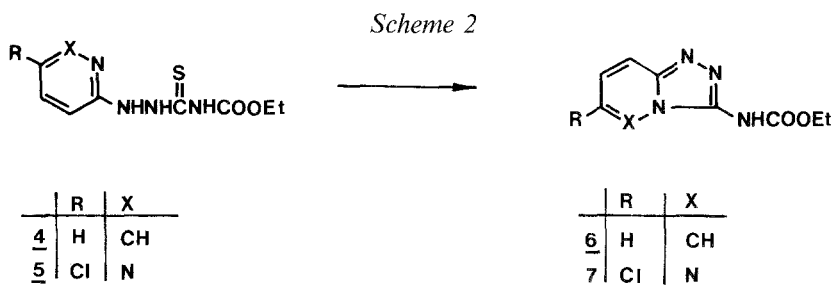 Scheme 2
R X N NHNHCNHCOOEt S
R X N N N NHCOOEt
R X
4 H CH
5 Cl N
R X
6 H CH
7 Cl N